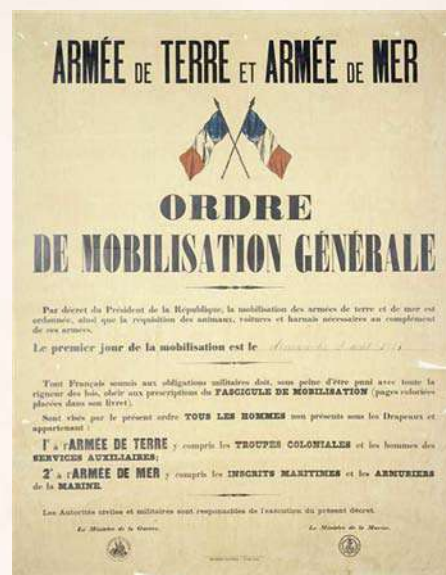 ARMÉE DE TERRE ET ARMÉE DE MER
ORDRE
DE MOBILISATION GÉNÉRALE
Par décret du Président de la République, la mobilisation des armées de terre et de mer est
ordonnée, ainsi que la réquisition des animaux, voitures et harnais nécessaires au complément
de ces armées.
Le premier jour de la mobilisation est le
Tout Français soumis aux obligations militaires doit, sous peine d'être puni avec toute la
rigueur des lois, obéir aux prescriptions du FASCICULE DE MOBILISATION (pages coloriées
placées dans son livret).
Sont visés par le présent ordre TOUS LES HOMMES non présents sous les Drapeaux et
appartenant :
1° à l'ARMÉE DE TERRE y compris les TROUPES COLONIALES et les hommes des
SERVICES AUXILIAIRES;
2° à l'ARMÉE DE MER y compris les INSCRITS MARITIMES et les ARMURIERS
de la MARINE.
Les Autorités civiles et militaires sont responsables de l'exécution du présent décret.
Le Ministre de la Guerre, Le Ministre de la Marine,